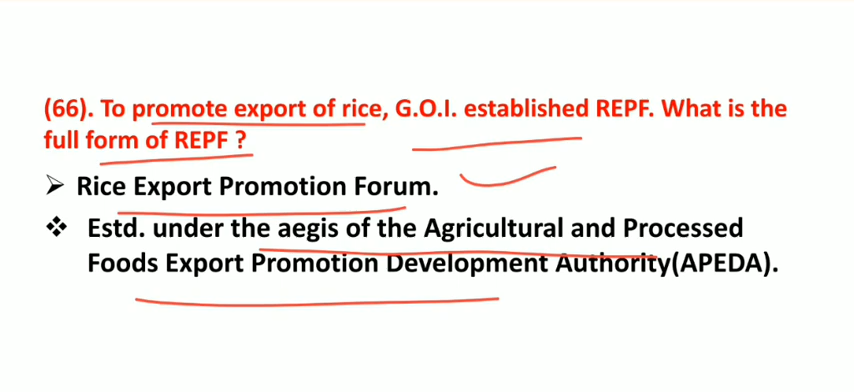 (66). To promote export of rice, G.O.I. established REPF. What is the
full form of REPF ?
➢ Rice Export Promotion Forum.
❖ Estd. under the aegis of the Agricultural and Processed
Foods Export Promotion Development Authority(APEDA).